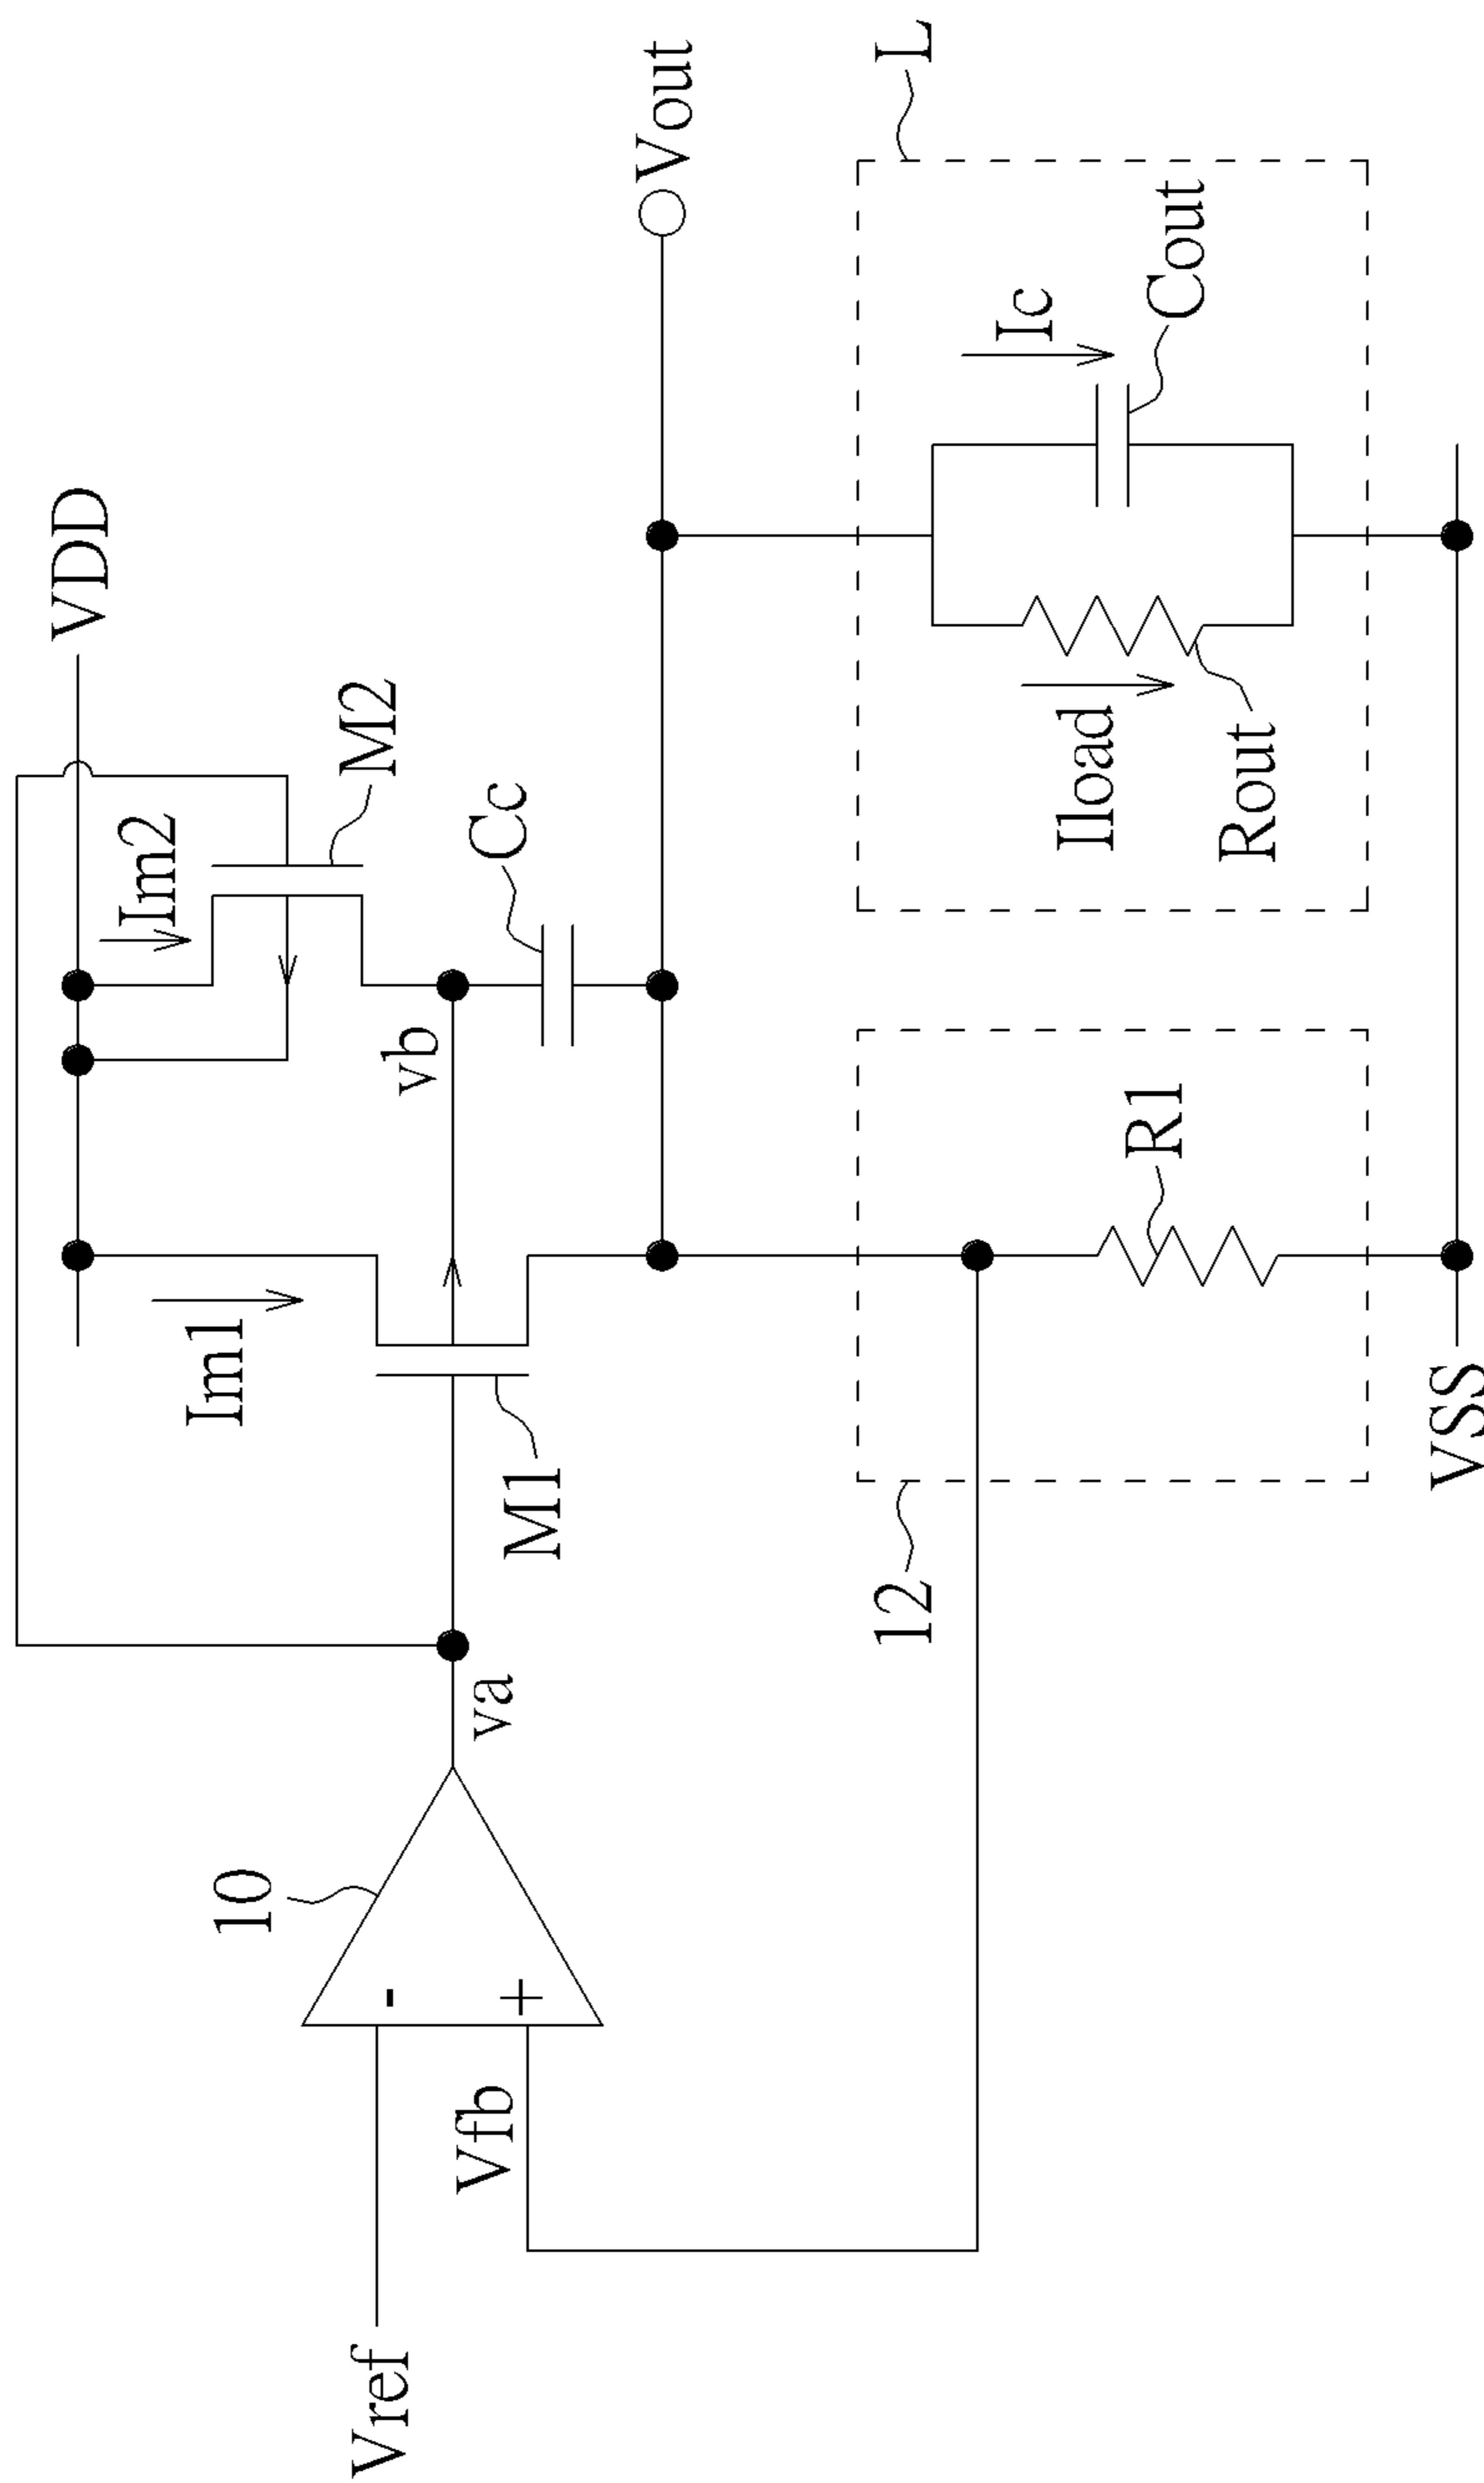 VDD
Im1
Im2
M2
10
Vref
-
+
va
M1
vb
Cc
Vfb
Vout
12
L
R1
Iload
Ic
Rout
Cout
VSS